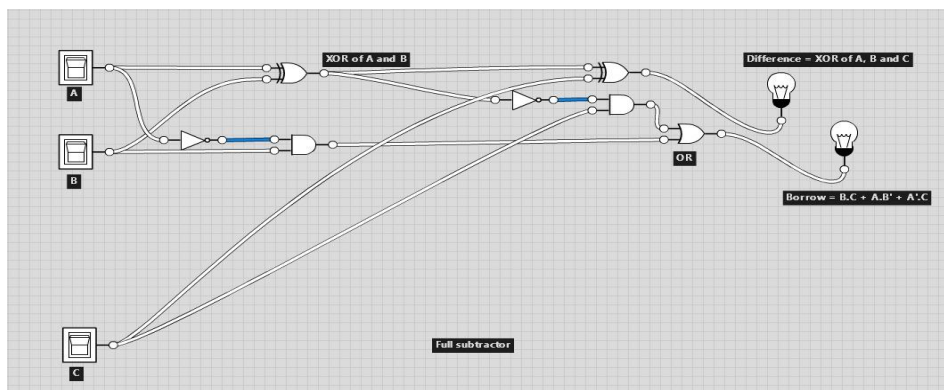 XOR of A and B
Difference = XOR of A, B and C
A
B
OR
Borrow = B.C + A.B' + A'.C
Full subtractor
C